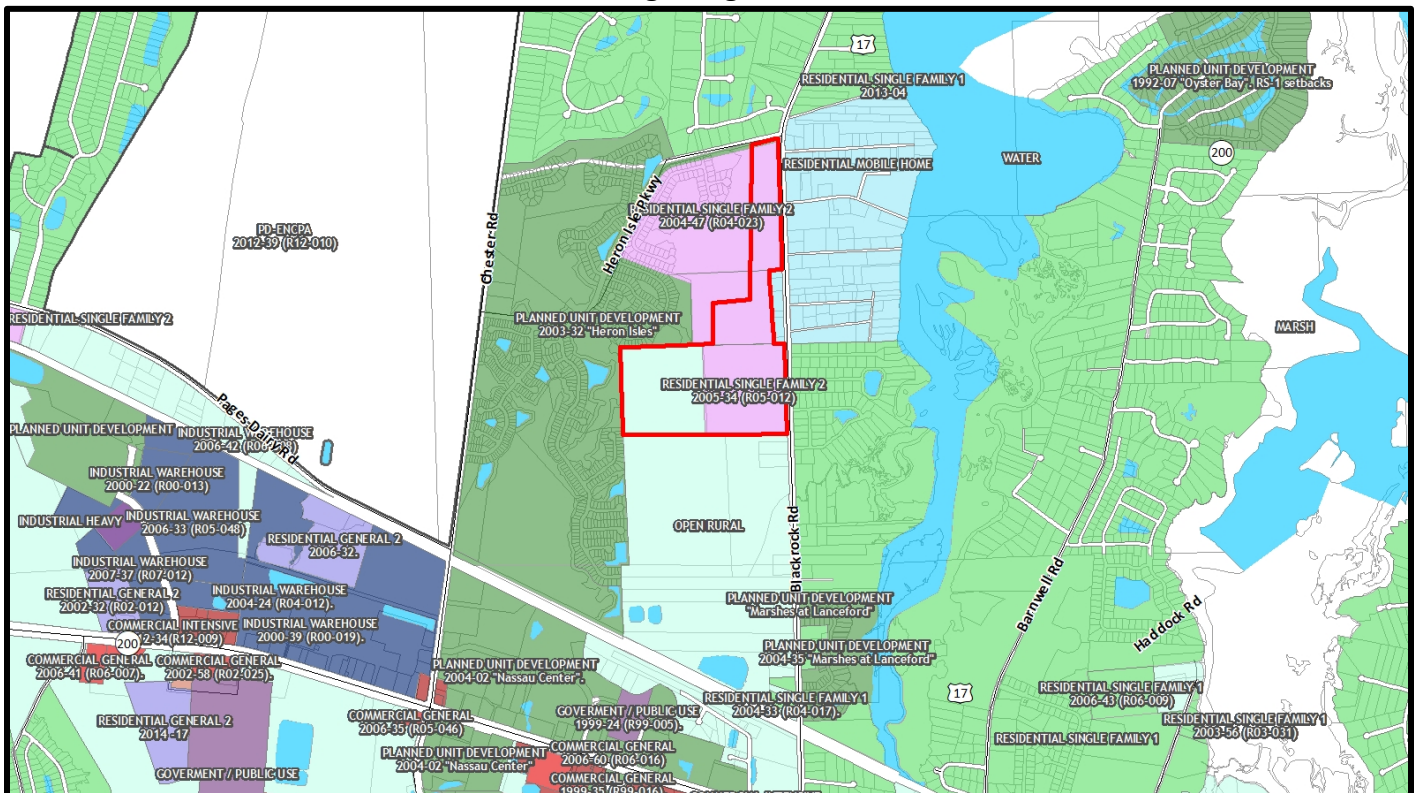 17
RESIDENTIAL SINGLE FAMILY 1
2013-04
PLANNED UNIT DEVELOPMENT
1992-07 "Oyster Bay". RS-1 setbacks
200
RESIDENTIAL MOBILE HOME
WATER
Heron Isle Pkwy
RESIDENTIAL SINGLE FAMILY 2
2004-47 (R04-023)
PD-ENCPA
2012-39 (R12-010)
Chester Rd
RESIDENTIAL SINGLE FAMILY 2
PLANNED UNIT DEVELOPMENT
2003-32 "Heron Isles"
MARSH
RESIDENTIAL SINGLE FAMILY 2
2005-34 (R05-012)
Pages Dairy Rd
PLANNED UNIT DEVELOPMENT
INDUSTRIAL WAREHOUSE
2006-42
INDUSTRIAL WAREHOUSE
2000-22 (R00-013)
INDUSTRIAL HEAVY
INDUSTRIAL WAREHOUSE
2006-33 (R05-048)
OPEN RURAL
RESIDENTIAL GENERAL 2
2006-32.
Blackrock Rd
INDUSTRIAL WAREHOUSE
2007-37 (R07-012)
RESIDENTIAL GENERAL 2
2002-32 (R02-012)
INDUSTRIAL WAREHOUSE
2004-24 (R04-012).
PLANNED UNIT DEVELOPMENT
"Marshes at Lanceford"
Barnwell Rd
Haddock Rd
COMMERCIAL INTENSIVE
(R12-009)
INDUSTRIAL WAREHOUSE
2000-39 (R00-019).
200
PLANNED UNIT DEVELOPMENT
2004-35 "Marshes at Lanceford"
COMMERCIAL GENERAL
2006-41 (R06-007).
COMMERCIAL GENERAL
2002-58 (R02-025).
PLANNED UNIT DEVELOPMENT
2004-02 "Nassau Center".
17
RESIDENTIAL SINGLE FAMILY 1
2006-43 (R06-009)
RESIDENTIAL SINGLE FAMILY 1
2004-33 (R04-017).
RESIDENTIAL GENERAL 2
2014 -17
COMMERCIAL GENERAL
2006-35 (R05-046)
GOVERMENT / PUBLIC USE
1999-24 (R99-005).
RESIDENTIAL SINGLE FAMILY 1
2003-56 (R03-031)
RESIDENTIAL SINGLE FAMILY 1
PLANNED UNIT DEVELOPMENT
2004-02 "Nassau Center"
COMMERCIAL GENERAL
2006-60 (R06-016)
GOVERMENT / PUBLIC USE
COMMERCIAL GENERAL
1999-35 (R99-016)